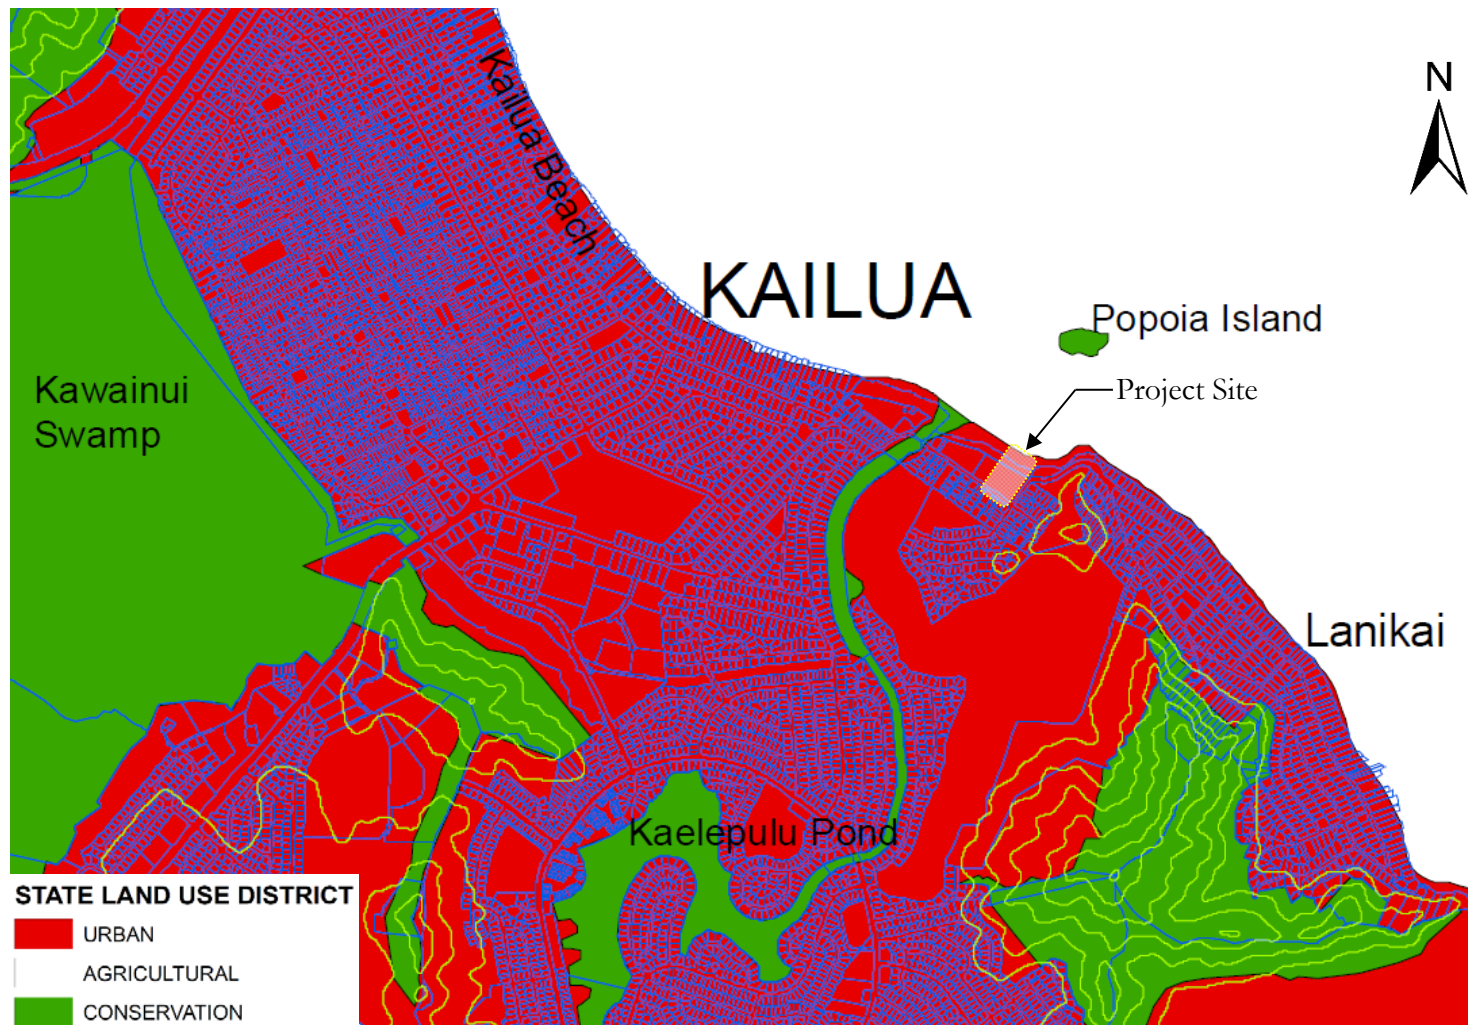 N
Kailua Beach
KAILUA
Popoia Island
Project Site
Kawainui
Swamp
Lanikai
Kaelepulu Pond
STATE LAND USE DISTRICT
URBAN
AGRICULTURAL
CONSERVATION